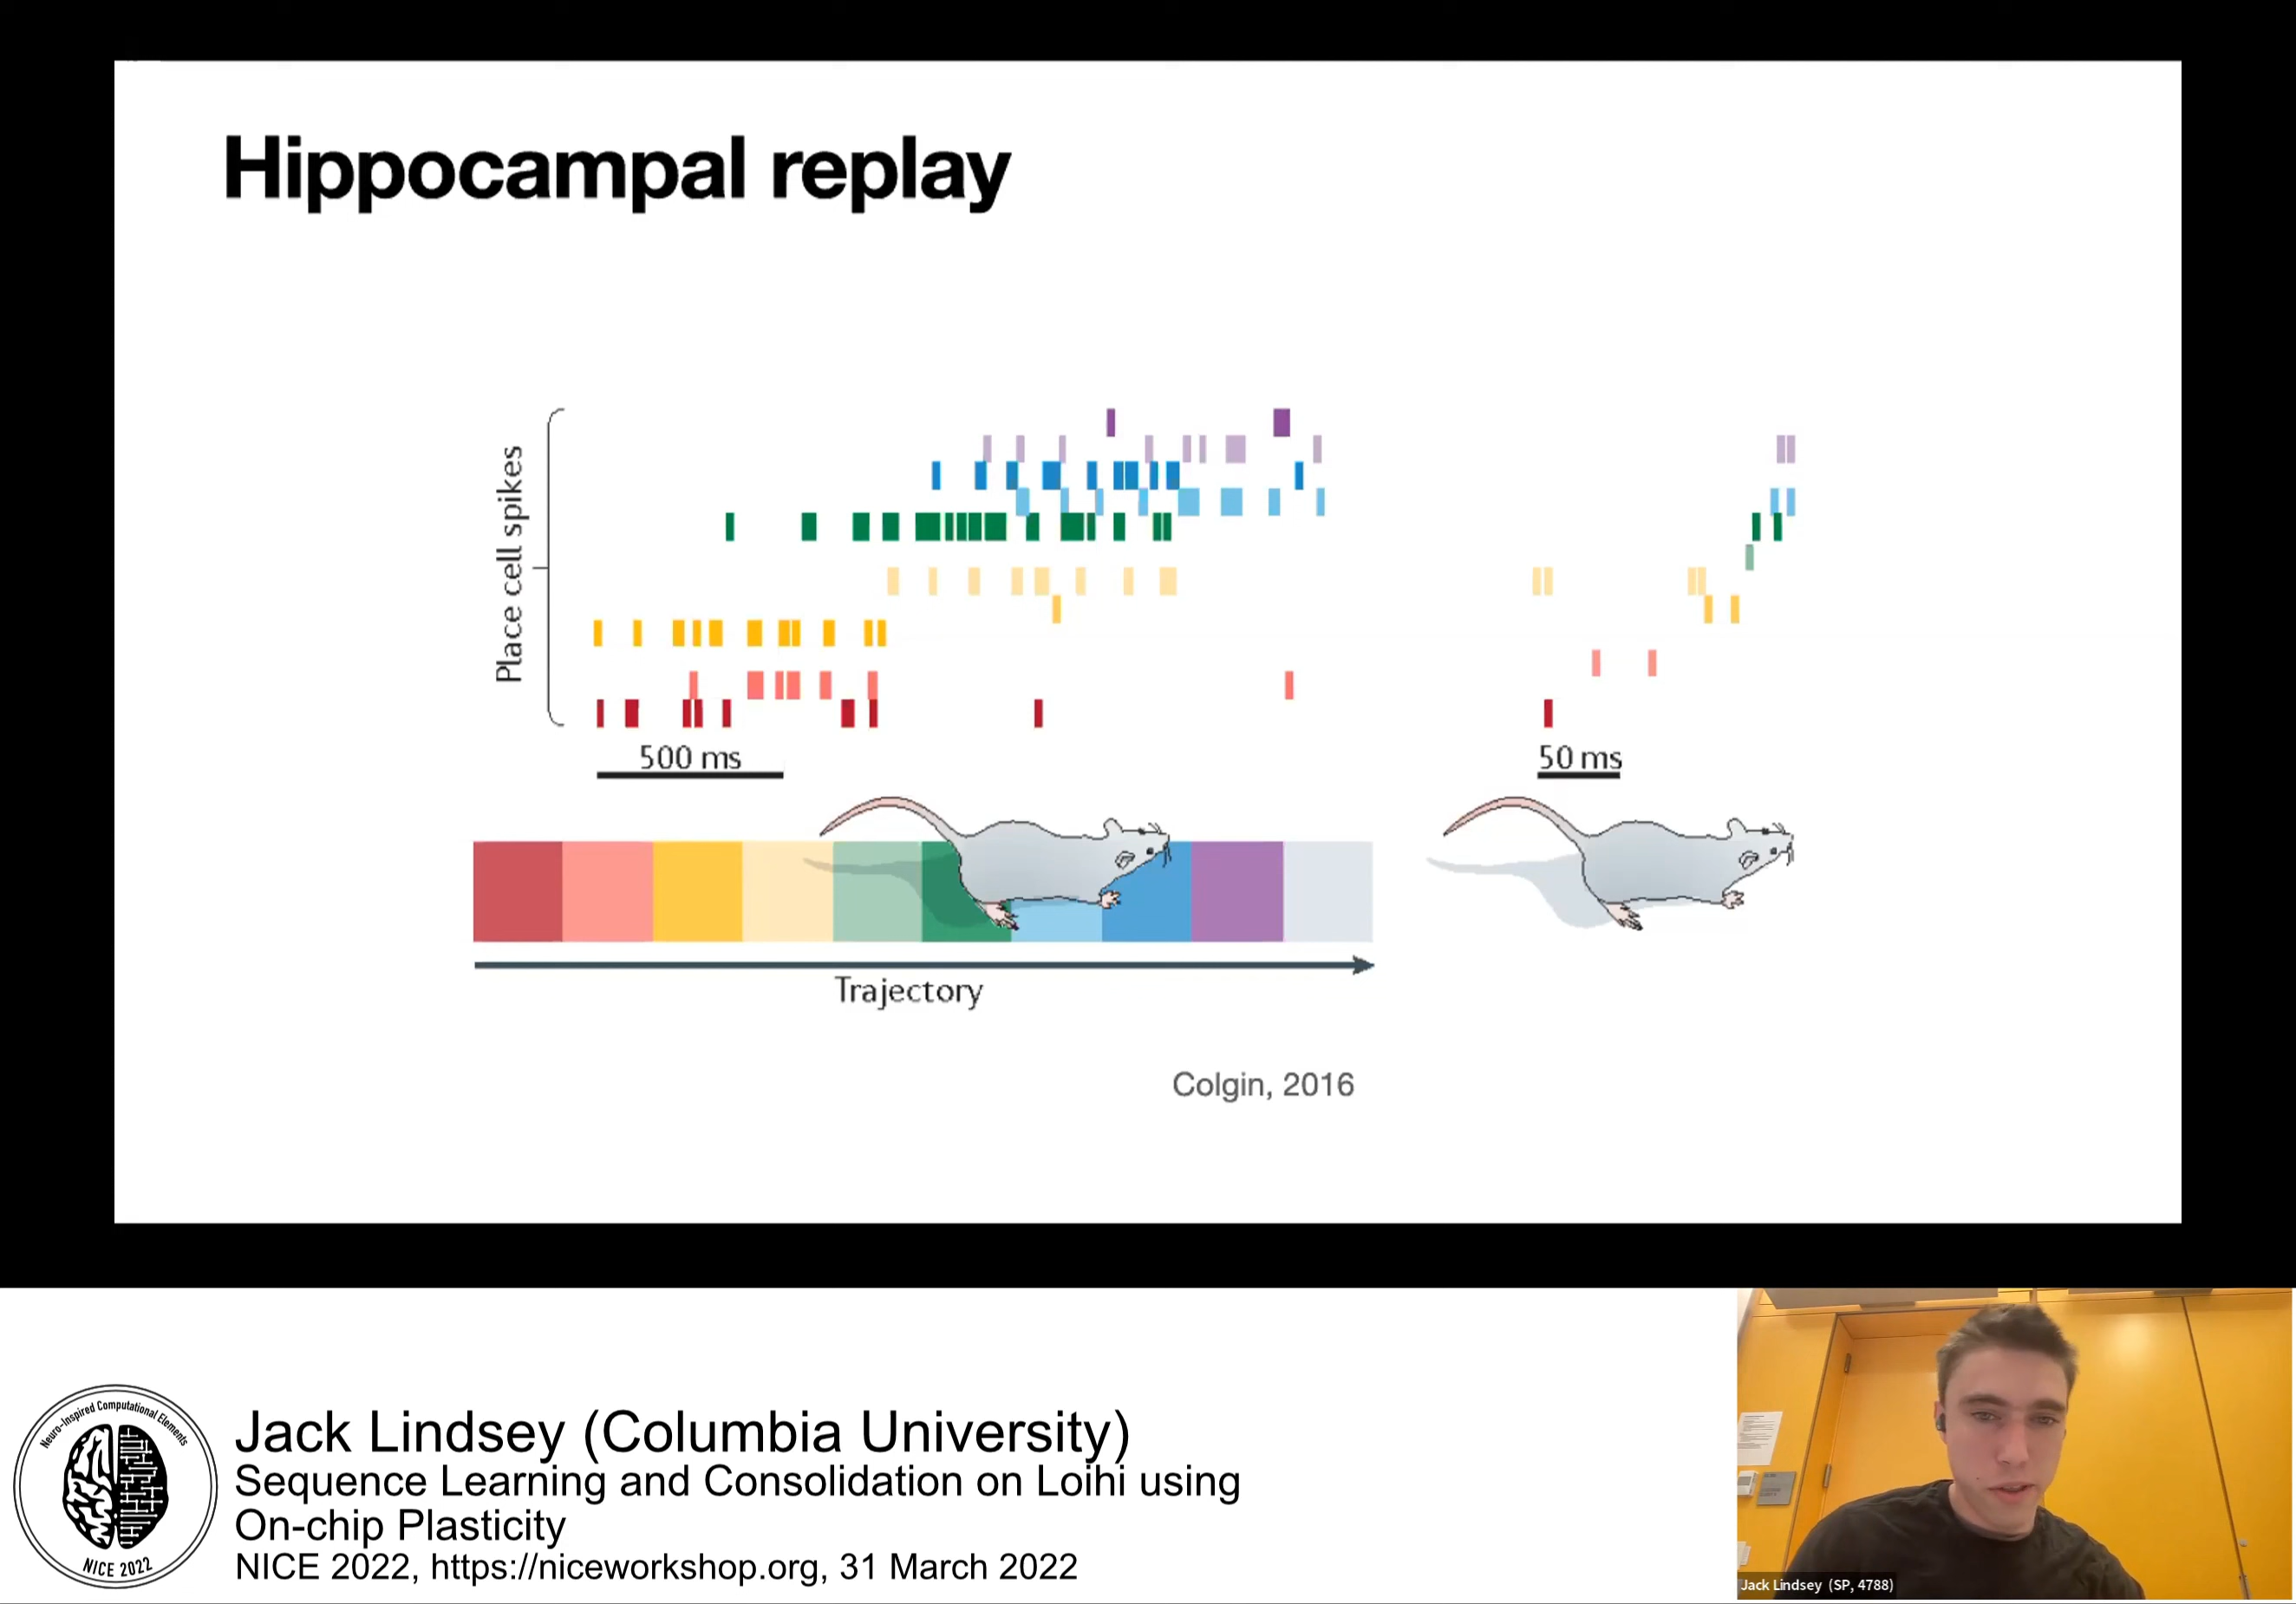 Hippocampal replay
Place cell spikes
500 ms
50 ms
Trajectory
Colgin, 2016
Neuro-Inspired Computational Elements
NICE 2022
Jack Lindsey (Columbia University)
Sequence Learning and Consolidation on Loihi using
On-chip Plasticity
NICE 2022, https://niceworkshop.org, 31 March 2022
Jack Lindsey (SP, 4788)